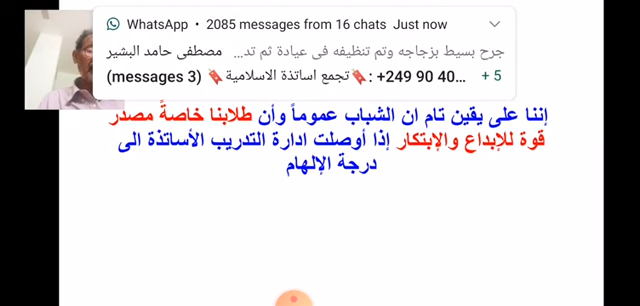 WhatsApp • 2085 messages from 16 chats Just now
مصطفى حامد البشير جرح بسيط بزجاجه وتم تنظيفه فى عيادة ثم تد...
(3 messages) 🔖تجمع اساتذة الاسلامية🔖: +249 90 40... + 5
إننا على يقين تام ان الشباب عموماً وأن طلابنا خاصةً مصدر
قوة للإبداع والإبتكار إذا أوصلت ادارة التدريب الأساتذة الى
درجة الإلهام